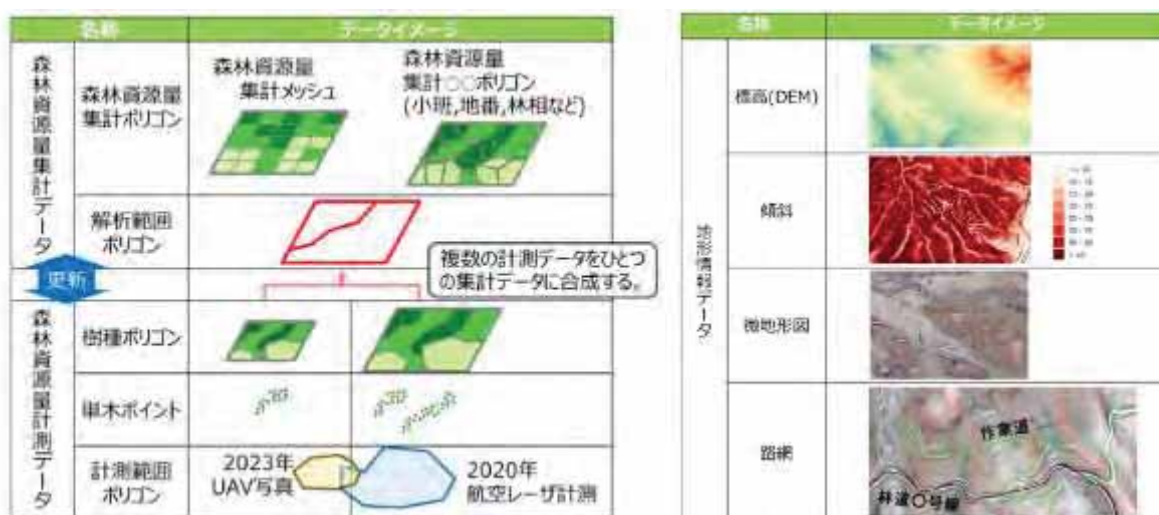 名称
データイメージ
森林資源量集計データ
森林資源量
集計ポリゴン
森林資源量
集計メッシュ
森林資源量
集計○○ポリゴン
(小班,地番,林相など)
解析範囲
ポリゴン
更新
複数の計測データをひとつ
の集計データに合成する。
森林資源量計測データ
樹種ポリゴン
単木ポイント
計測範囲
ポリゴン
2023年
UAV写真
2020年
航空レーザ計測
名称
データイメージ
地形情報データ
標高(DEM)
傾斜
微地形図
路網
作業道
林道○号線